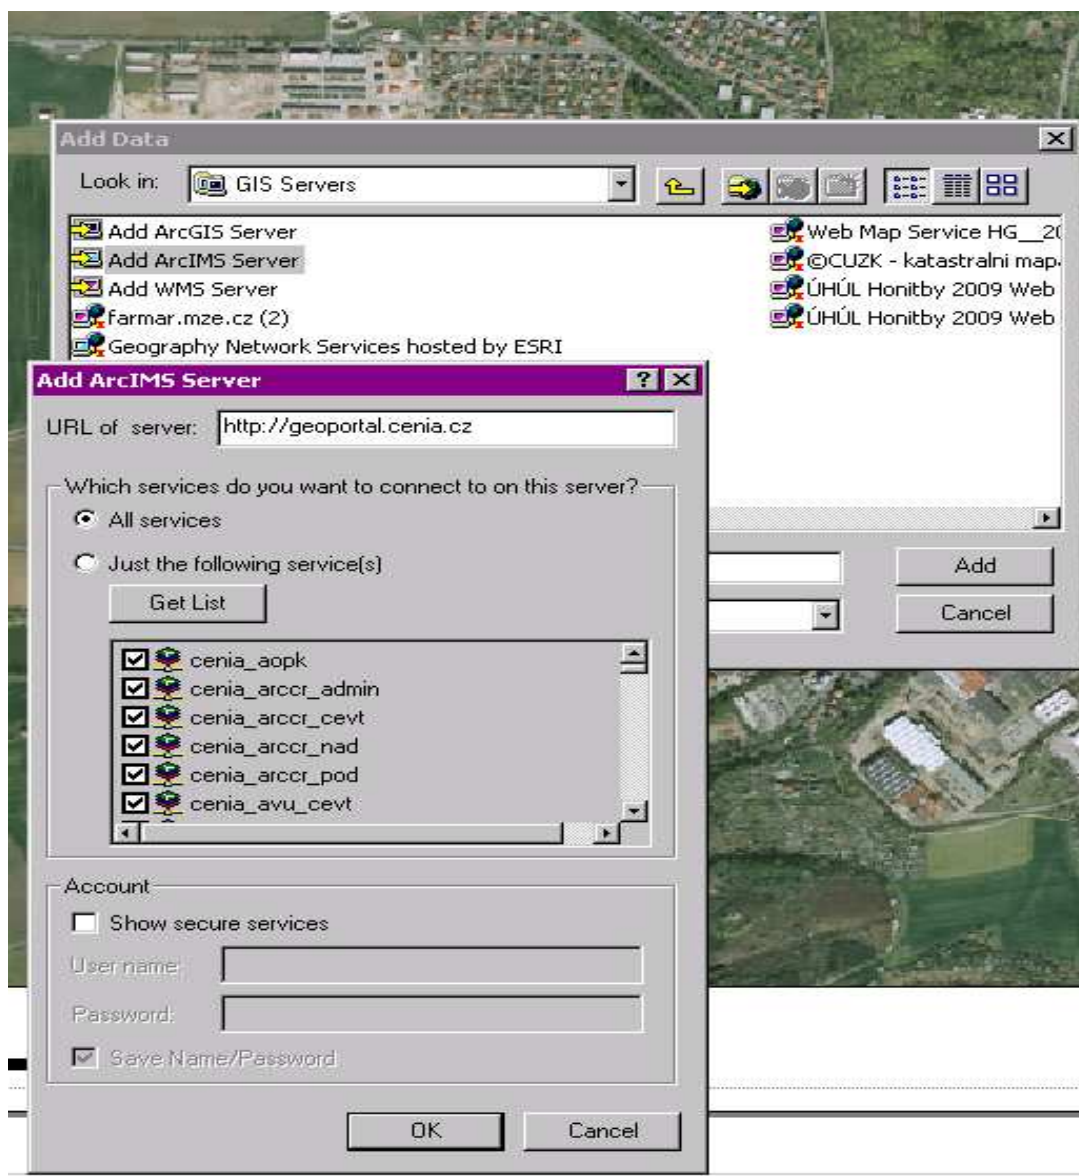 Add Data
Look in: GIS Servers
Add ArcGIS Server
Add ArcIMS Server
Add WMS Server
farmar.mze.cz (2)
Geography Network Services hosted by ESRI
Web Map Service HG__20
©CUZK - katastralni map
ÚHÚL Honitby 2009 Web
ÚHÚL Honitby 2009 Web
Add
Cancel
Add ArcIMS Server
URL of server: http://geoportal.cenia.cz
Which services do you want to connect to on this server?
All services
Just the following service(s)
Get List
cenia_aopk
cenia_arccr_admin
cenia_arccr_cevt
cenia_arccr_nad
cenia_arccr_pod
cenia_avu_cevt
Account
Show secure services
User name:
Password:
Save Name/Password
OK
Cancel